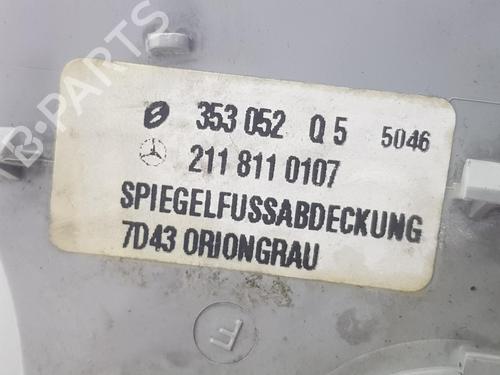 353 052 Q 5 5046
211 811 0107
SPIEGELFUSSABDECKUNG
7D43 ORIONGRAU
F
B-PARTS